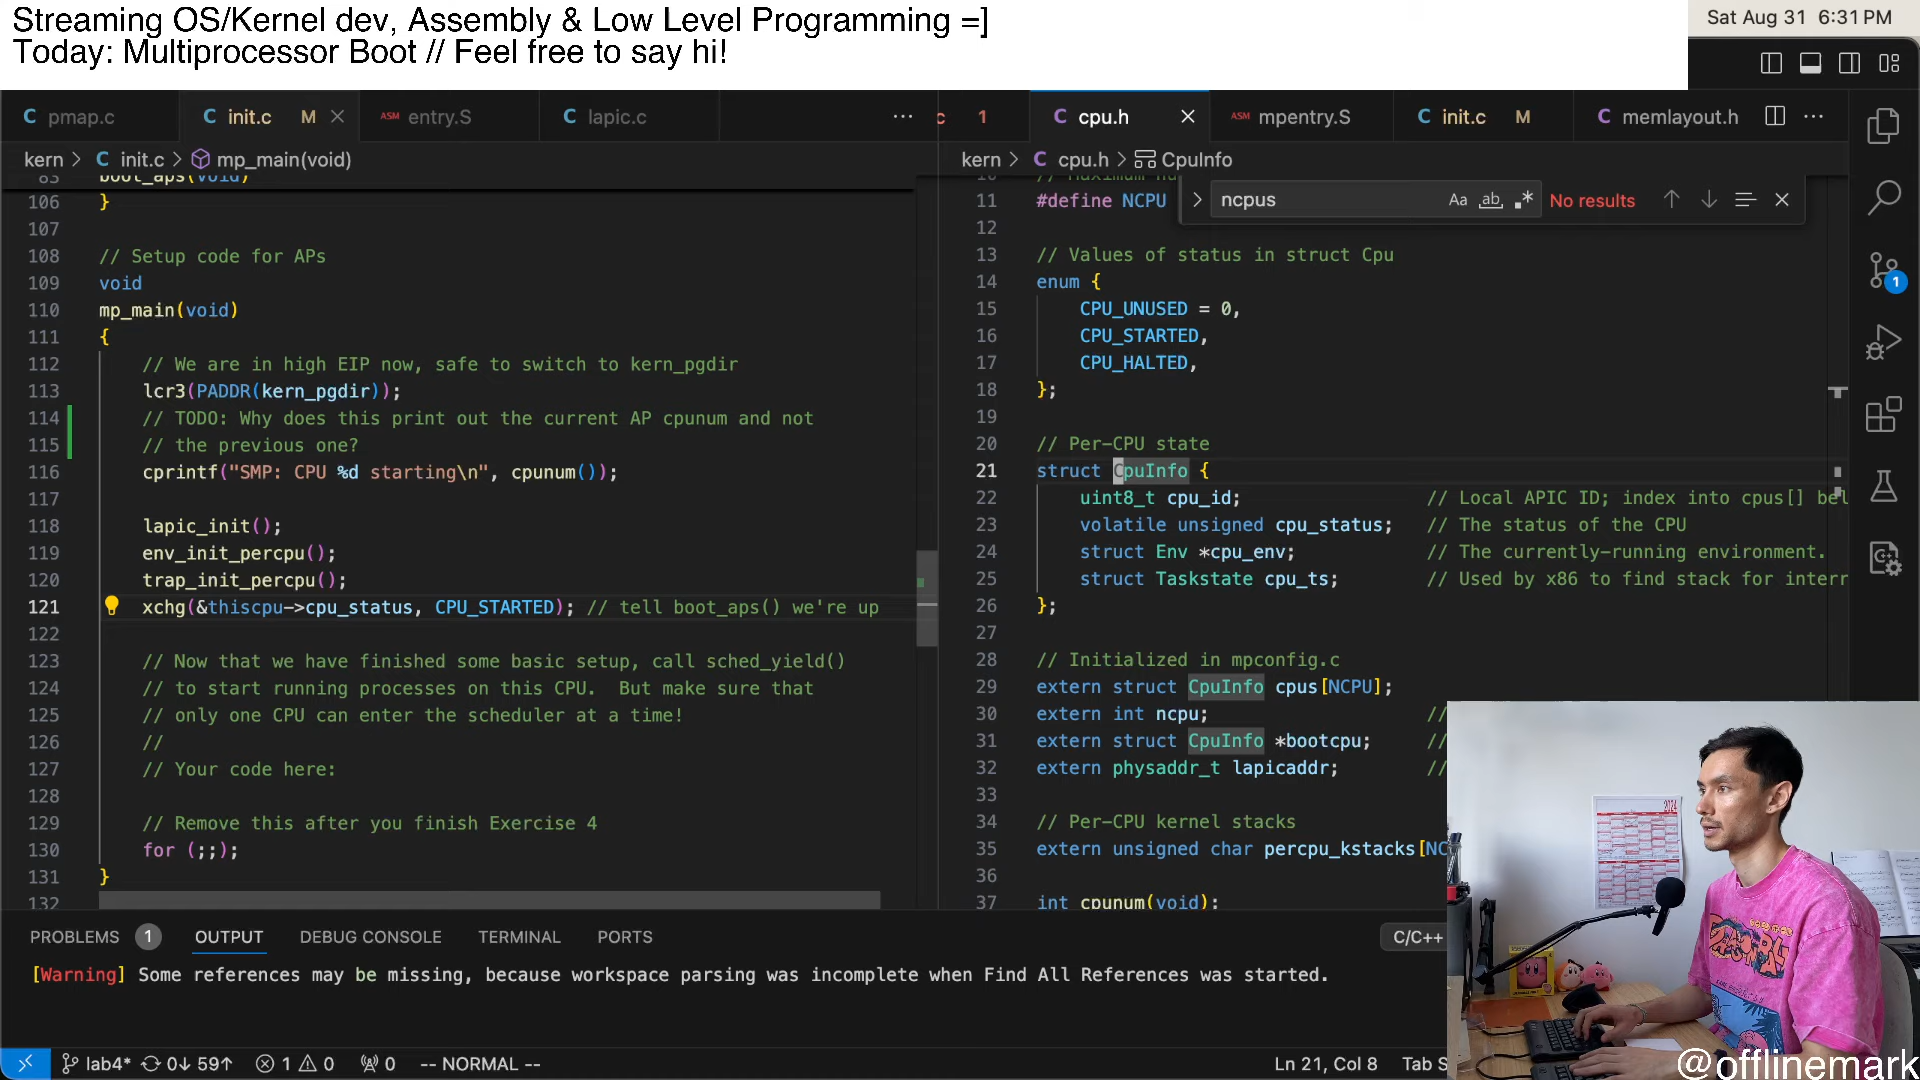 Streaming OS/Kernel dev, Assembly & Low Level Programming =]
Today: Multiprocessor Boot // Feel free to say hi!
Sat Aug 31 6:31 PM
C pmap.c C init.c M ASM entry.S C lapic.c ...
kern > C init.c > mp_main(void)
83 boot_aps(void)
106 }
107
108 // Setup code for APs
109 void
110 mp_main(void)
111 {
112 // We are in high EIP now, safe to switch to kern_pgdir
113 lcr3(PADDR(kern_pgdir));
114 // TODO: Why does this print out the current AP cpunum and not
115 // the previous one?
116 cprintf("SMP: CPU %d starting\n", cpunum());
117
118 lapic_init();
119 env_init_percpu();
120 trap_init_percpu();
121 xchg(&thiscpu->cpu_status, CPU_STARTED); // tell boot_aps() we're up
122
123 // Now that we have finished some basic setup, call sched_yield()
124 // to start running processes on this CPU.  But make sure that
125 // only one CPU can enter the scheduler at a time!
126 //
127 // Your code here:
128
129 // Remove this after you finish Exercise 4
130 for (;;);
131 }
132
c 1 C cpu.h ASM mpentry.S C init.c M C memlayout.h ...
kern > C cpu.h > CpuInfo
ncpus Aa ab .* No results
11 #define NCPU
12
13 // Values of status in struct Cpu
14 enum {
15 CPU_UNUSED = 0,
16 CPU_STARTED,
17 CPU_HALTED,
18 };
19
20 // Per-CPU state
21 struct CpuInfo {
22 uint8_t cpu_id; // Local APIC ID; index into cpus[] bel
23 volatile unsigned cpu_status; // The status of the CPU
24 struct Env *cpu_env; // The currently-running environment.
25 struct Taskstate cpu_ts; // Used by x86 to find stack for interr
26 };
27
28 // Initialized in mpconfig.c
29 extern struct CpuInfo cpus[NCPU];
30 extern int ncpu; //
31 extern struct CpuInfo *bootcpu; //
32 extern physaddr_t lapicaddr; //
33
34 // Per-CPU kernel stacks
35 extern unsigned char percpu_kstacks[NC
36
37 int cpunum(void);
1
PROBLEMS 1 OUTPUT DEBUG CONSOLE TERMINAL PORTS C/C++
[Warning] Some references may be missing, because workspace parsing was incomplete when Find All References was started.
lab4* 0↓ 59↑ 1 0 0 -- NORMAL -- Ln 21, Col 8 Tab S
2024
@offlinemark